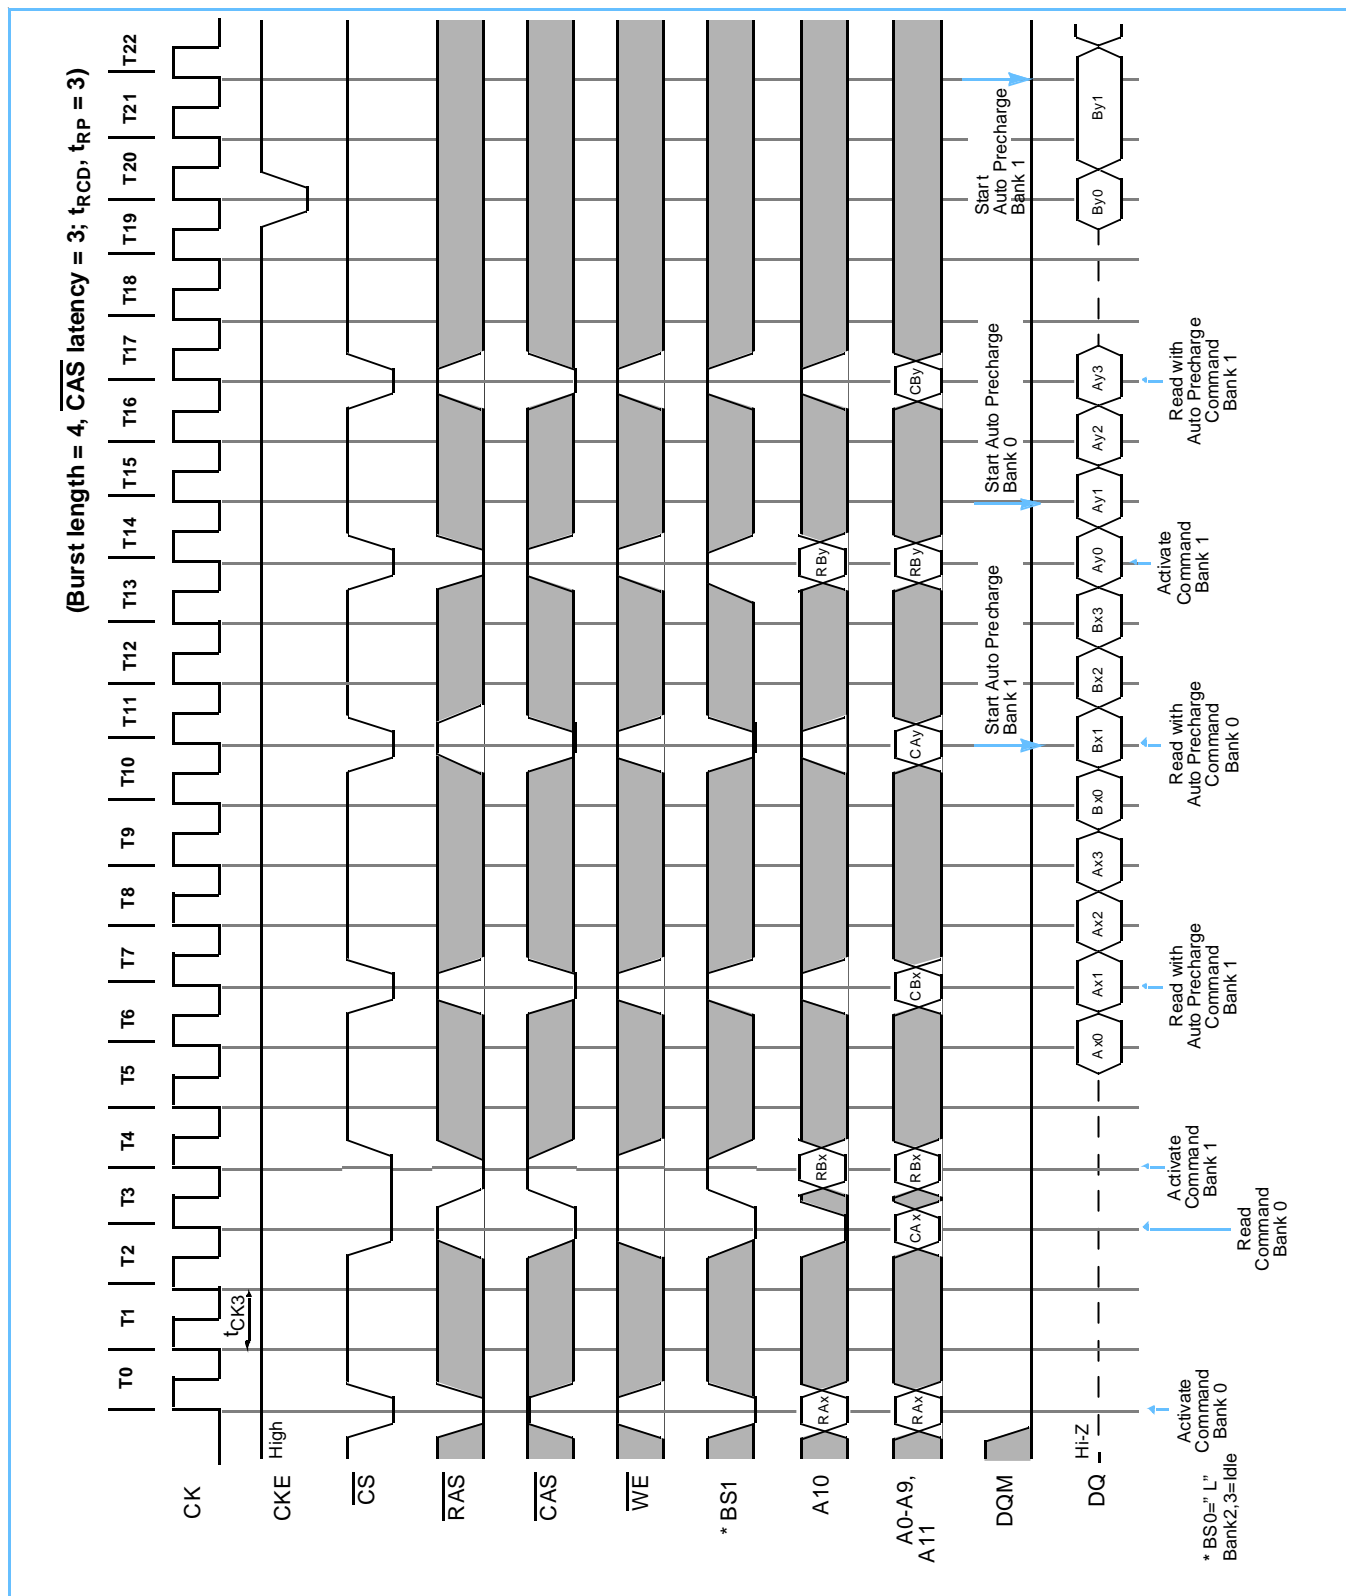 (Burst length = 4, CAS latency = 3; tRCD, tRP = 3)
T0 T1 T2 T3 T4 T5 T6 T7 T8 T9 T10 T11 T12 T13 T14 T15 T16 T17 T18 T19 T20 T21 T22
CK
tCK3
CKE
High
CS
RAS
CAS
WE
* BS1
A10
RAx RBx RBy
A0-A9,
A11
RAx CAx RBx CBx CAy RBy CBy
DQM
Start Auto Precharge
Bank 1
Start Auto Precharge
Bank 0
Start
Auto Precharge
Bank 1
DQ
Hi-Z
Ax0 Ax1 Ax2 Ax3 Bx0 Bx1 Bx2 Bx3 Ay0 Ay1 Ay2 Ay3 By0 By1
Activate
Command
Bank 0
Read
Command
Bank 0
Activate
Command
Bank 1
Read with
Auto Precharge
Command
Bank 1
Read with
Auto Precharge
Command
Bank 0
Activate
Command
Bank 1
Read with
Auto Precharge
Command
Bank 1
* BS0=" L"
Bank2,3=Idle